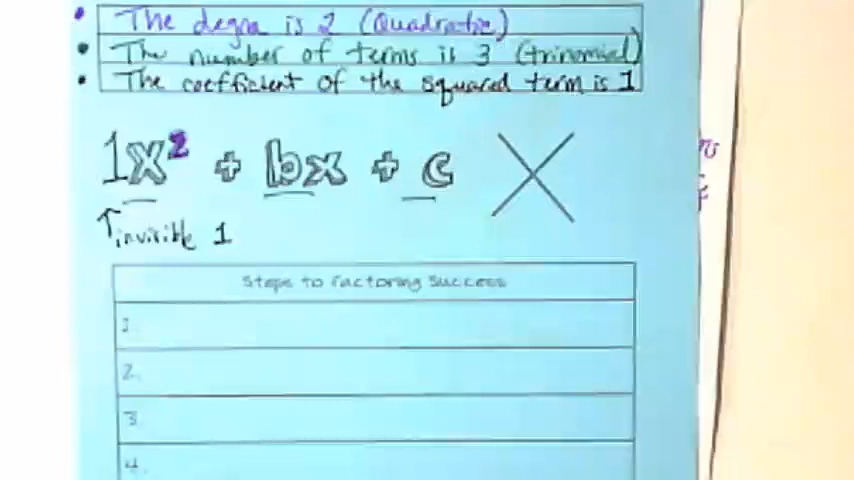 • The degree is 2 (Quadratic)
• The number of terms is 3 (trinomial)
• The coefficient of the squared term is 1
1x² + bx + c
↑ invisible 1
Steps to Factoring Success
1.
2.
3.
4.